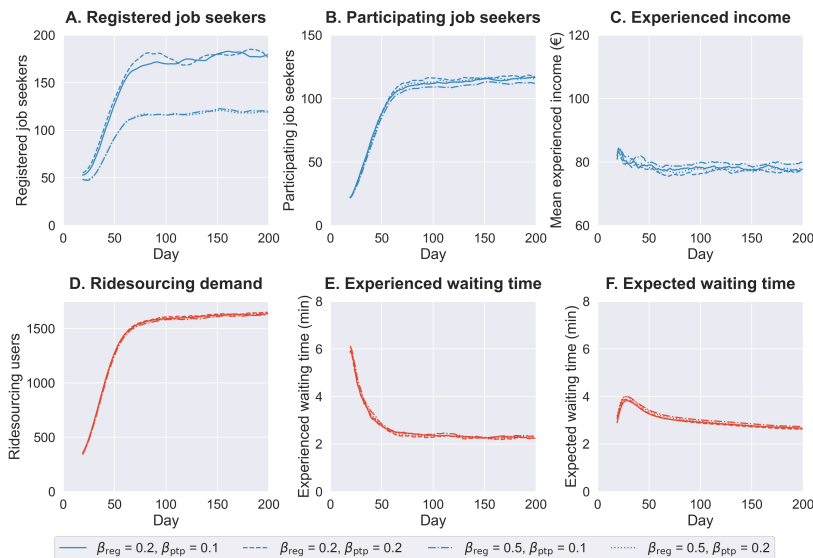 A. Registered job seekers
B. Participating job seekers
C. Experienced income
200
150
100
50
0
Registered job seekers
0 50 100 150 200
Day
150
100
50
0
Participating job seekers
0 50 100 150 200
Day
120
100
80
60
Mean experienced income (€)
0 50 100 150 200
Day
D. Ridesourcing demand
E. Experienced waiting time
F. Expected waiting time
1500
1000
500
0
Ridesourcing users
0 50 100 150 200
Day
8
6
4
2
0
Experienced waiting time (min)
0 50 100 150 200
Day
8
6
4
2
0
Expected waiting time (min)
0 50 100 150 200
Day
βreg = 0.2, βptp = 0.1
βreg = 0.2, βptp = 0.2
βreg = 0.5, βptp = 0.1
βreg = 0.5, βptp = 0.2